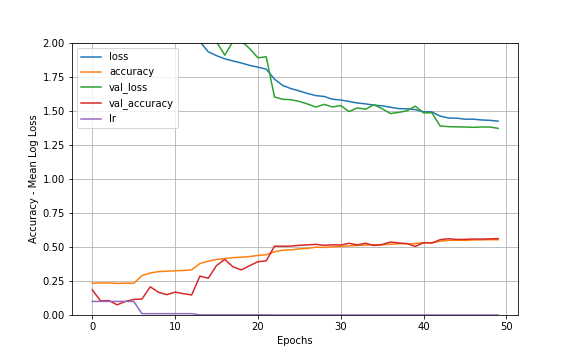 2.00
1.75
1.50
1.25
1.00
0.75
0.50
0.25
0.00
Accuracy - Mean Log Loss
loss
accuracy
val_loss
val_accuracy
lr
0 10 20 30 40 50
Epochs